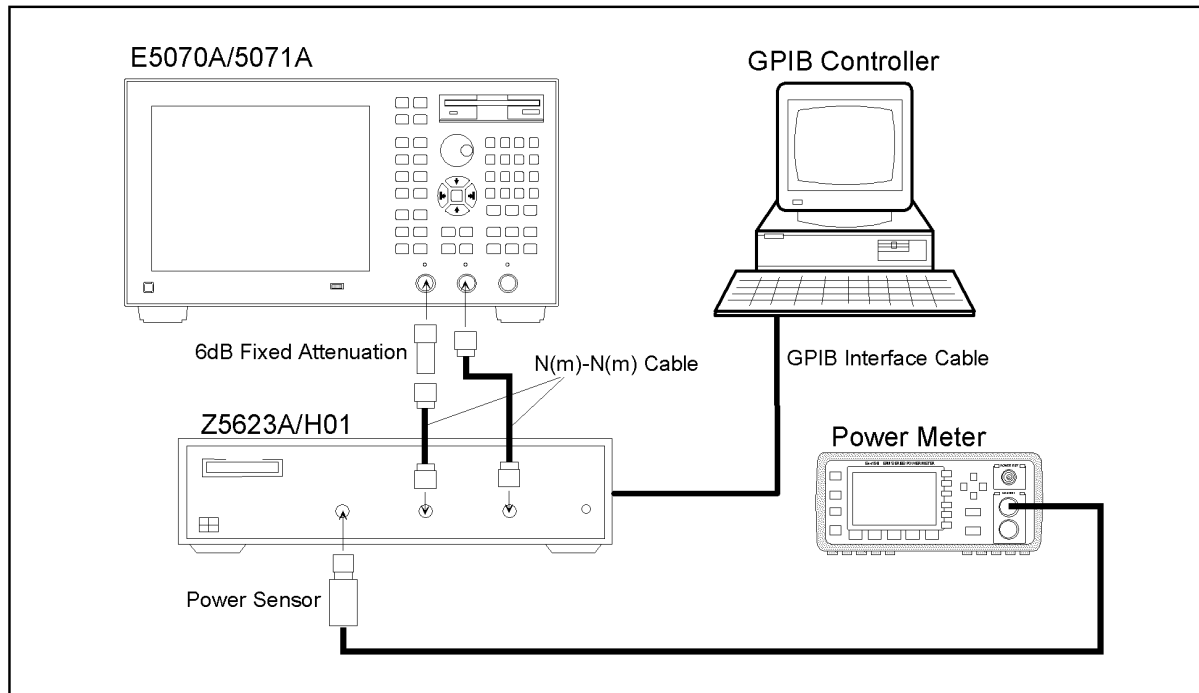 E5070A/5071A
GPIB Controller
6dB Fixed Attenuation
N(m)-N(m) Cable
GPIB Interface Cable
Z5623A/H01
Power Meter
Power Sensor